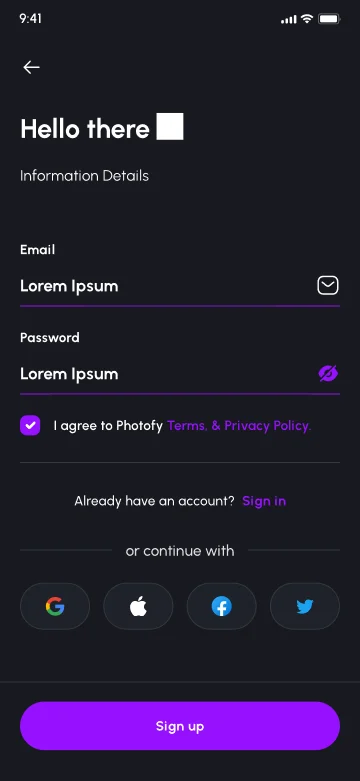 9:41
Hello there
Information Details
Email
Lorem Ipsum
Password
Lorem Ipsum
I agree to Photofy Terms. & Privacy Policy.
Already have an account? Sign in
or continue with
Sign up